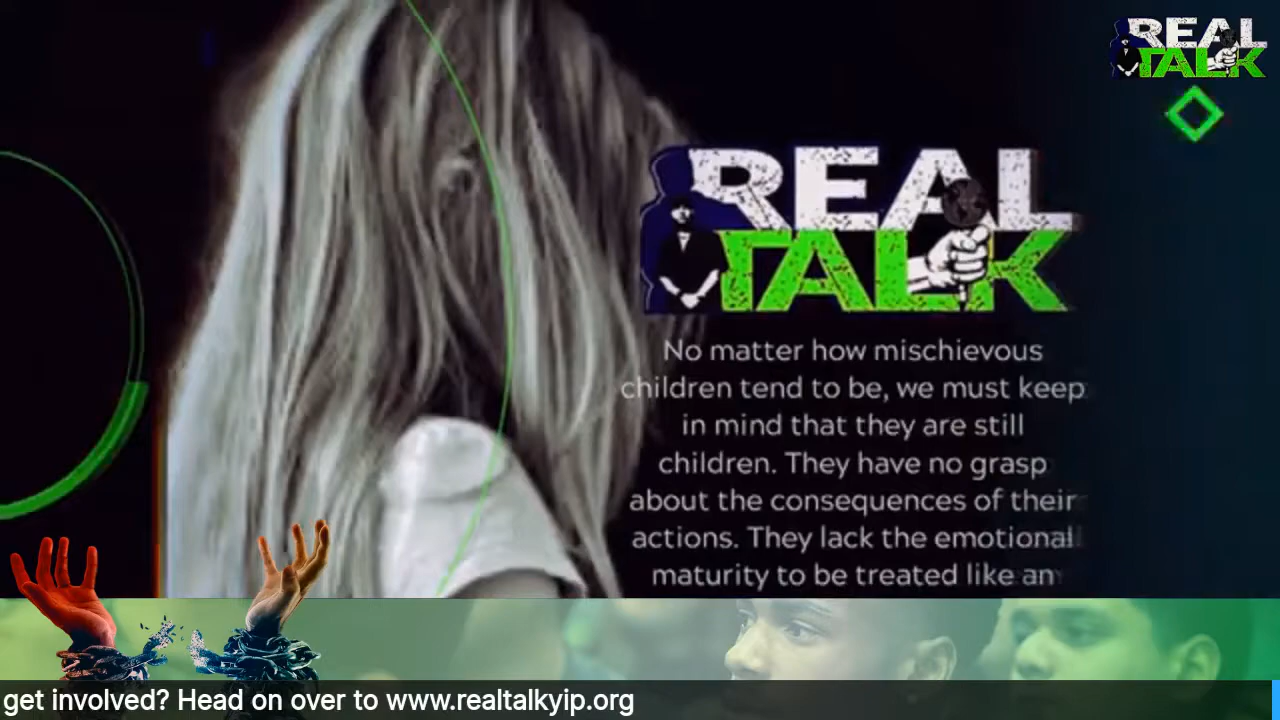 REAL
TALK
REAL
TALK
No matter how mischievous
children tend to be, we must keep
in mind that they are still
children. They have no grasp
about the consequences of their
actions. They lack the emotional
maturity to be treated like an
get involved? Head on over to www.realtalkyip.org